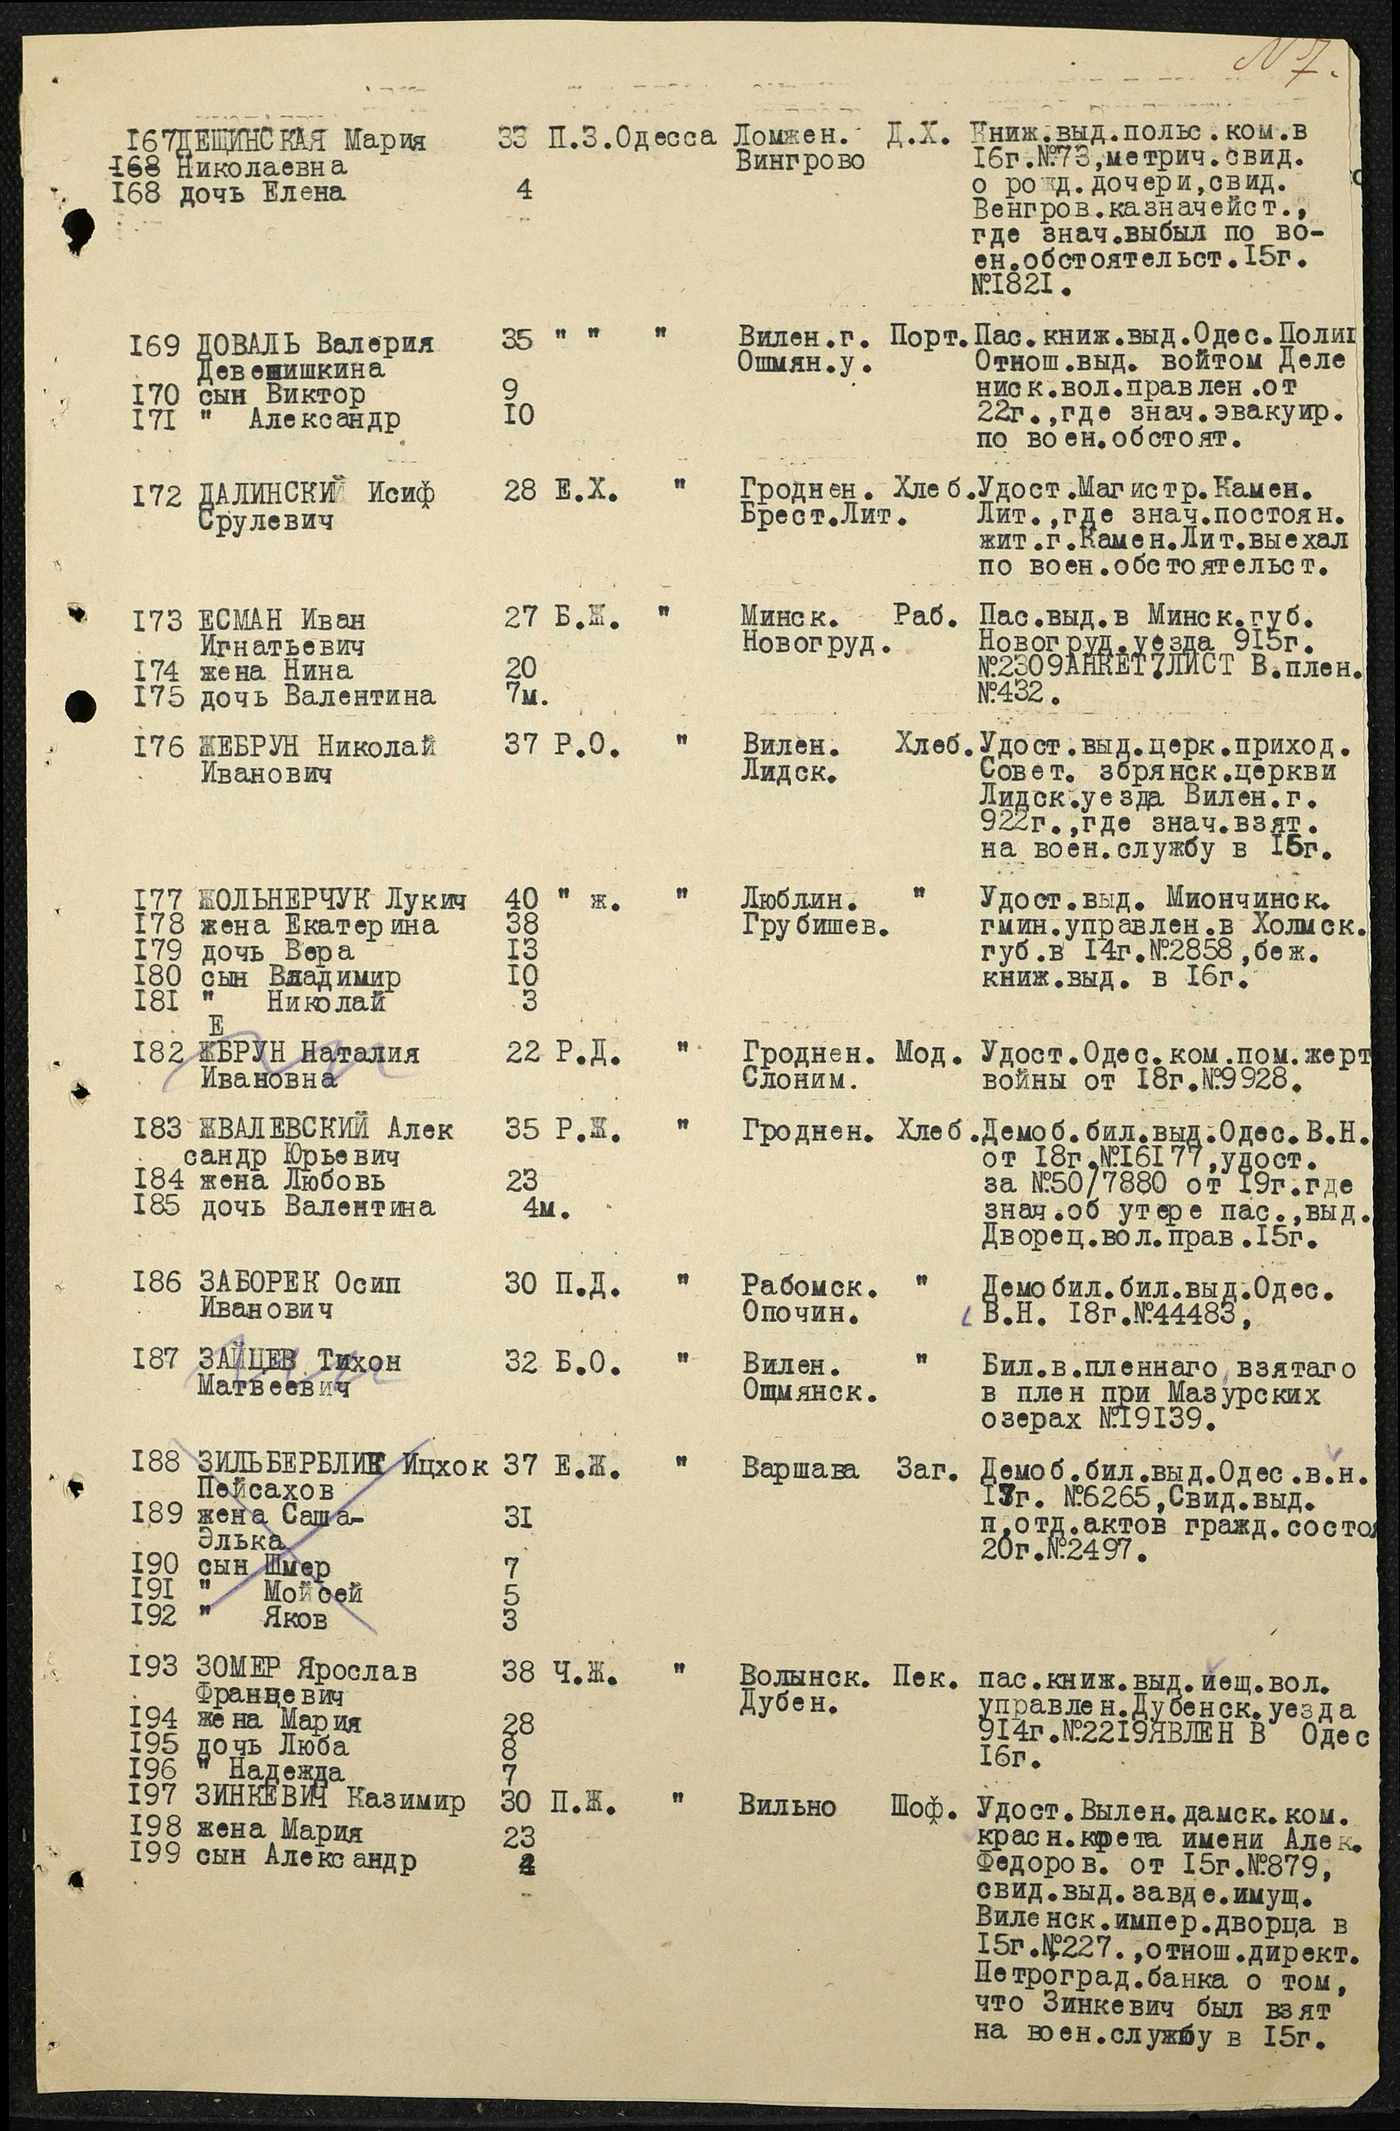 № 7.
167 ДЕЩИНСКАЯ Мария 33 П.З.Одесса Ломжен. Д.Х. Книж.выд.польс.ком.в
168 Николаевна Вингрово 16г.№73,метрич.свид.
168 дочь Елена 4 о рожд.дочери,свид.
Венгров.казначейст.,
где знач.выбыл по во-
ен.обстоятельст.15г.
№1821.
169 ДОВАЛЬ Валерия 35 " " " Вилен.г. Порт. Пас.книж.выд.Одес.Полиц
Девенишкина Ошмян.у. Отнош.выд. войтом Деле
170 сын Виктор 9 ниск.вол.правлен.от
171 " Александр 10 22г.,где знач.эвакуир.
по воен.обстоят.
172 ДАЛИНСКИЙ Исиф 28 Е.Х. " Гроднен. Хлеб. Удост.Магистр.Камен.
Срулевич Брест.Лит. Лит.,где знач.постоян.
жит.г.Камен.Лит.выехал
по воен.обстоятельст.
173 ЕСМАН Иван 27 Б.Ж. " Минск. Раб. Пас.выд.в Минск.губ.
Игнатьевич Новогруд. Новогруд.уезда 915г.
174 жена Нина 20 №2309АНКЕТ.ЛИСТ В.плен.
175 дочь Валентина 7м. №432.
176 ЖЕБРУН Николай 37 Р.О. " Вилен. Хлеб. Удост.выд.церк.приход.
Иванович Лидск. Совет. збрянск.церкви
Лидск.уезда Вилен.г.
922г.,где знач.взят.
на воен.службу в 15г.
177 ЖОЛЬНЕРЧУК Лукич 40 " ж. " Люблин. " Удост.выд. Миончинск.
178 жена Екатерина 38 Грубишев. гмин.управлен.в Холмск.
179 дочь Вера 13 губ.в 14г.№2858,беж.
180 сын Владимир 10 книж.выд. в 16г.
181 " Николай 3
Е
182 ЖБРУН Наталия 22 Р.Д. " Гроднен. Мод. Удост.Одес.ком.пом.жерт
Ивановна Слоним. войны от 18г.№9928.
183 ЖВАЛЕВСКИЙ Алек 35 Р.Ж. " Гроднен. Хлеб. Демоб.бил.выд.Одес.В.Н.
сандр Юрьевич от 18г.№16177,удост.
184 жена Любовь 23 за №50/7880 от 19г.где
185 дочь Валентина 4м. знач.об утере пас.,выд.
Дворец.вол.прав.15г.
186 ЗАБОРЕК Осип 30 П.Д. " Рабомск. " Демобил.бил.выд.Одес.
Иванович Опочин. В.Н. 18г.№44483,
187 ЗАЙЦЕВ Тихон 32 Б.О. " Вилен. " Бил.в.пленнаго взятаго
Матвеевич Ощмянск. в плен при Мазурских
озерах №19139.
188 ЗИЛЬБЕРБЛИК Ицхок 37 Е.Ж. " Варшава Заг. Демоб.бил.выд.Одес.в.н.
Пейсахов 17г. №6265,Свид.выд.
189 жена Саша- 31 п.отд.актов гражд.состоя
Элька 20г.№2497.
190 сын Шмер 7
191 " Мойсей 5
192 " Яков 3
193 ЗОМЕР Ярослав 38 Ч.Ж. " Волынск. Пек. пас.книж.выд.иещ.вол.
Францевич Дубен. управлен.Дубенск.уезда
194 жена Мария 28 914г.№2219ЯВЛЕН В Одес
195 дочь Люба 8 16г.
196 " Надежда 7
197 ЗИНКЕВИЧ Казимир 30 П.Ж. " Вильно Шоф. Удост.Вылен.дамск.ком.
198 жена Мария 23 красн.крета имени Алек.
199 сын Александр 4 Федоров. от 15г.№879,
свид.выд.завде.имущ.
Виленск.импер.дворца в
15г.№227.,отнош.директ.
Петроград.банка о том,
что Зинкевич был взят
на воен.службу в 15г.